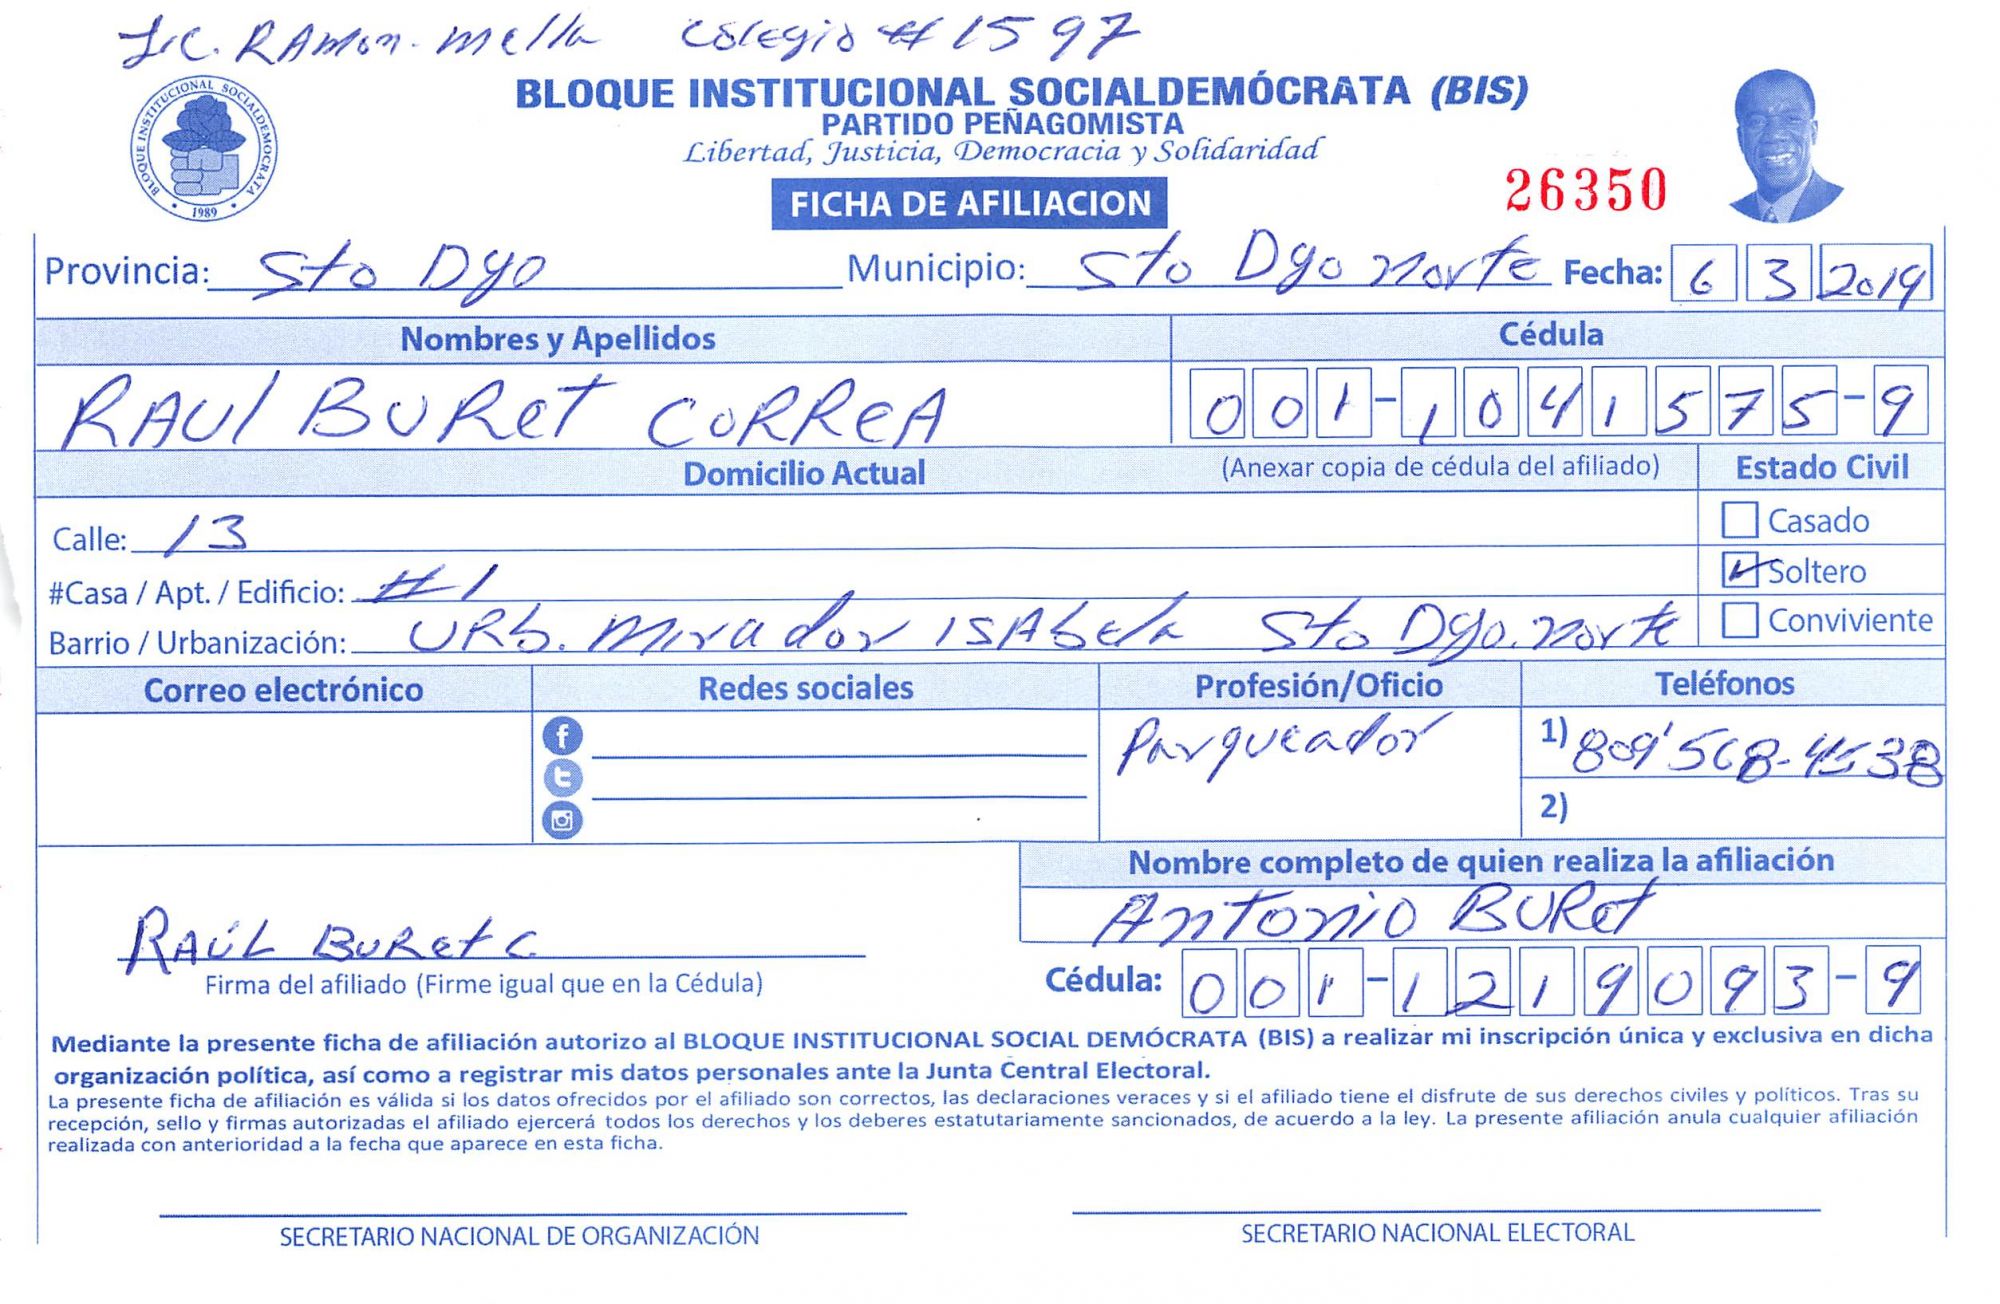 Lic. RAmon. mella colegio # 1597
BLOQUE INSTITUCIONAL SOCIALDEMOCRATA
1989
BLOQUE INSTITUCIONAL SOCIALDEMÓCRATA (BIS)
PARTIDO PEÑAGOMISTA
Libertad, Justicia, Democracia y Solidaridad
FICHA DE AFILIACION
26350
Provincia: Sto Dgo Municipio: Sto Dgo norte Fecha: 6 3 2019
Nombres y Apellidos Cédula
RAUl BURet CORReA 001-1041575-9
Domicilio Actual (Anexar copia de cédula del afiliado) Estado Civil
Calle: 13 Casado
#Casa / Apt. / Edificio: #1 Soltero
Barrio / Urbanización: URb. mirador ISAbela Sto Dgo. norte Conviviente
Correo electrónico Redes sociales Profesión/Oficio Teléfonos
Parqueador 1) 809 568-4538
2)
Nombre completo de quien realiza la afiliación
Antonio BURet
RAÚL BURet C
Firma del afiliado (Firme igual que en la Cédula) Cédula: 001-1219093-9
Mediante la presente ficha de afiliación autorizo al BLOQUE INSTITUCIONAL SOCIAL DEMÓCRATA (BIS) a realizar mi inscripción única y exclusiva en dicha
organización política, así como a registrar mis datos personales ante la Junta Central Electoral.
La presente ficha de afiliación es válida si los datos ofrecidos por el afiliado son correctos, las declaraciones veraces y si el afiliado tiene el disfrute de sus derechos civiles y políticos. Tras su
recepción, sello y firmas autorizadas el afiliado ejercerá todos los derechos y los deberes estatutariamente sancionados, de acuerdo a la ley. La presente afiliación anula cualquier afiliación
realizada con anterioridad a la fecha que aparece en esta ficha.
SECRETARIO NACIONAL DE ORGANIZACIÓN SECRETARIO NACIONAL ELECTORAL